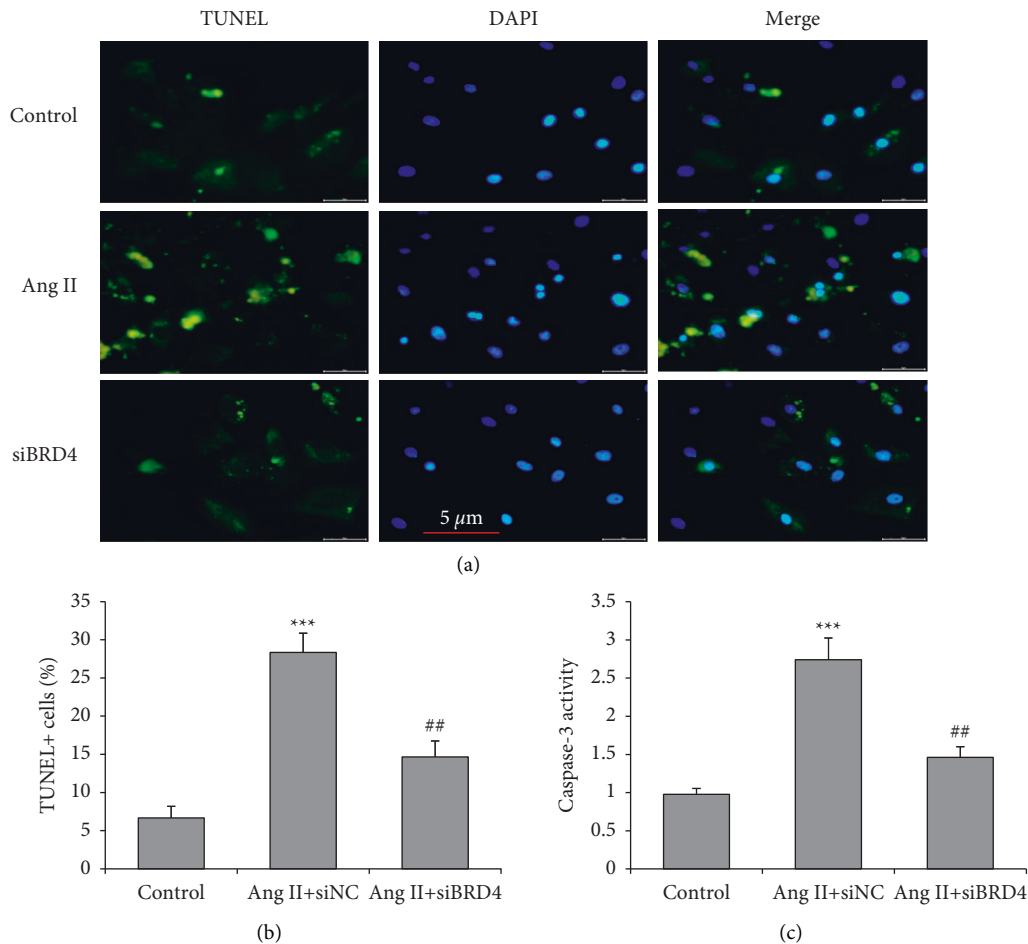 TUNEL DAPI Merge
Control
Ang II
siBRD4
5 µm
(a)
TUNEL+ cells (%)
35
30
25
20
15
10
5
0
***
##
Control Ang II+siNC Ang II+siBRD4
(b)
Caspase-3 activity
3.5
3
2.5
2
1.5
1
0.5
0
***
##
Control Ang II+siNC Ang II+siBRD4
(c)